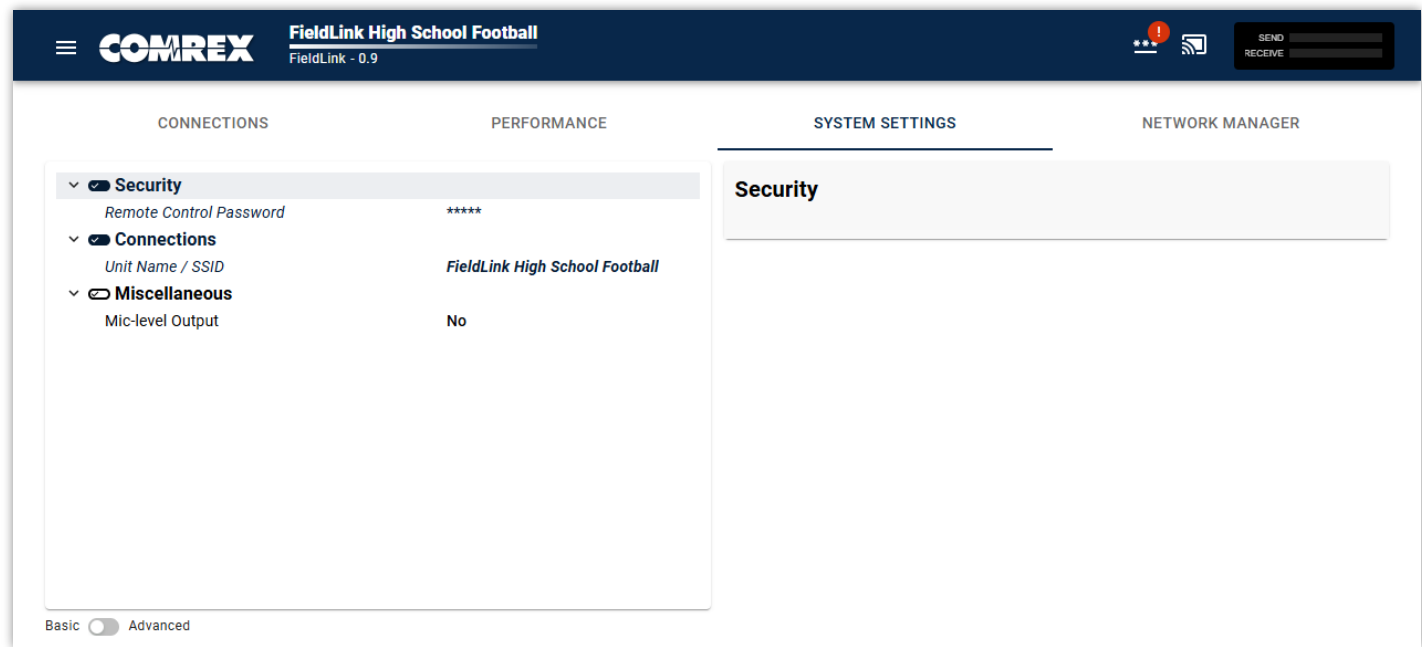 COMREX
FieldLink High School Football
FieldLink - 0.9
***
!
SEND
RECEIVE
CONNECTIONS
PERFORMANCE
SYSTEM SETTINGS
NETWORK MANAGER
Security
Remote Control Password *****
Connections
Unit Name / SSID FieldLink High School Football
Miscellaneous
Mic-level Output No
Security
Basic Advanced